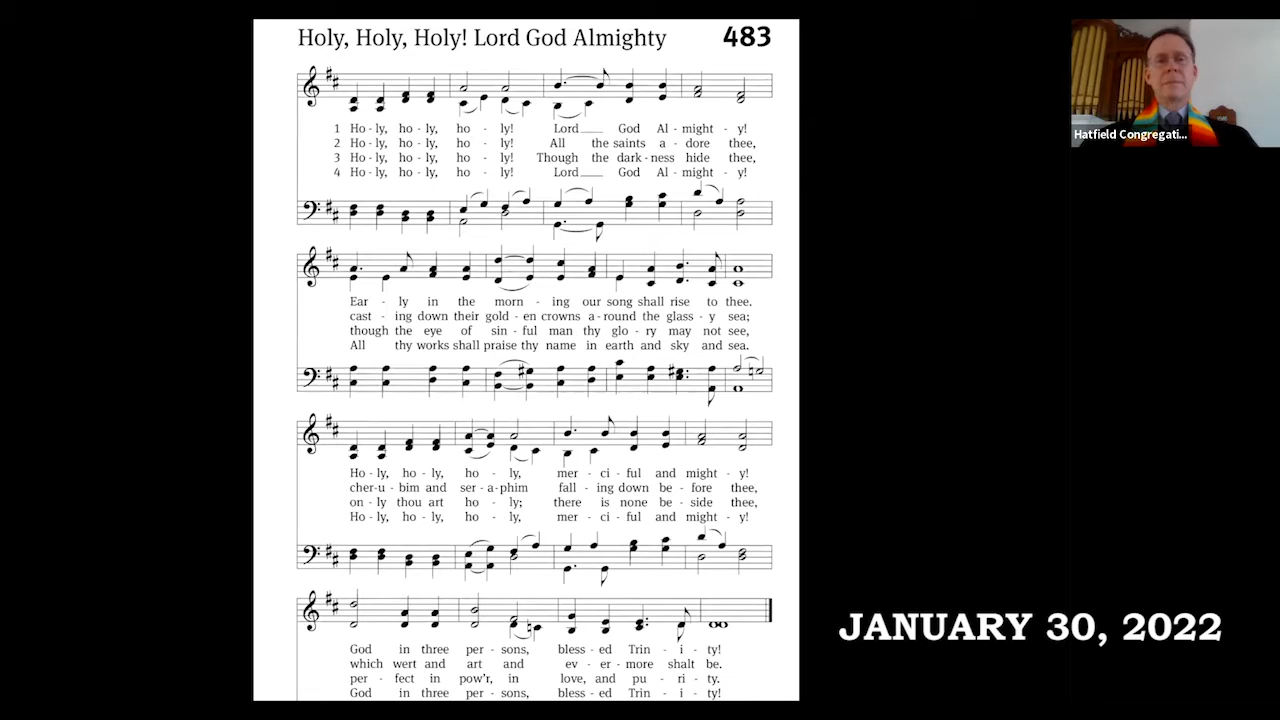 Holy, Holy, Holy! Lord God Almighty 483
1 Ho - ly, ho - ly, ho - ly! Lord God Al - might - y!
2 Ho - ly, ho - ly, ho - ly! All the saints a - dore thee,
3 Ho - ly, ho - ly, ho - ly! Though the dark - ness hide thee,
4 Ho - ly, ho - ly, ho - ly! Lord God Al - might - y!
Ear - ly in the morn - ing our song shall rise to thee.
cast - ing down their gold - en crowns a - round the glass - y sea;
though the eye of sin - ful man thy glo - ry may not see,
All thy works shall praise thy name in earth and sky and sea.
Ho - ly, ho - ly, ho - ly, mer - ci - ful and might - y!
cher - u - bim and ser - a - phim fall - ing down be - fore thee,
on - ly thou art ho - ly; there is none be - side thee,
Ho - ly, ho - ly, ho - ly, mer - ci - ful and might - y!
God in three per - sons, bless - ed Trin - i - ty!
which wert and art and ev - er - more shalt be.
per - fect in pow'r, in love, and pu - ri - ty.
God in three per - sons, bless - ed Trin - i - ty!
Hatfield Congregati...
JANUARY 30, 2022